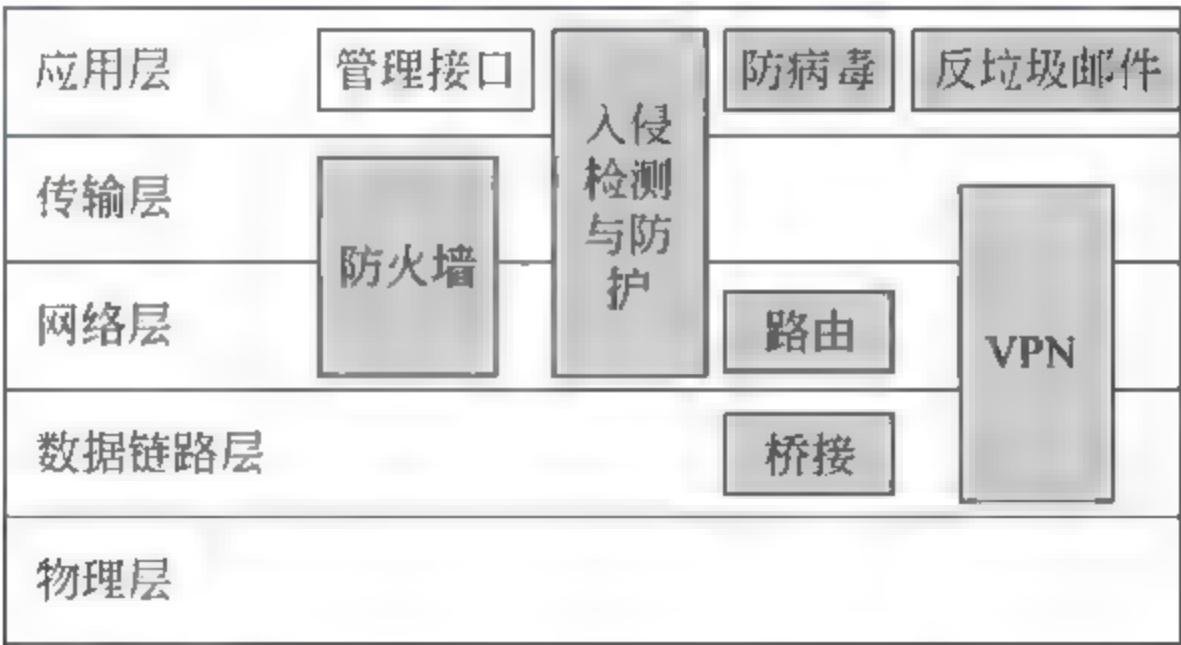 应用层
管理接口
入侵
检测
与防
护
防病毒
反垃圾邮件
传输层
防火墙
网络层
路由
VPN
数据链路层
桥接
物理层